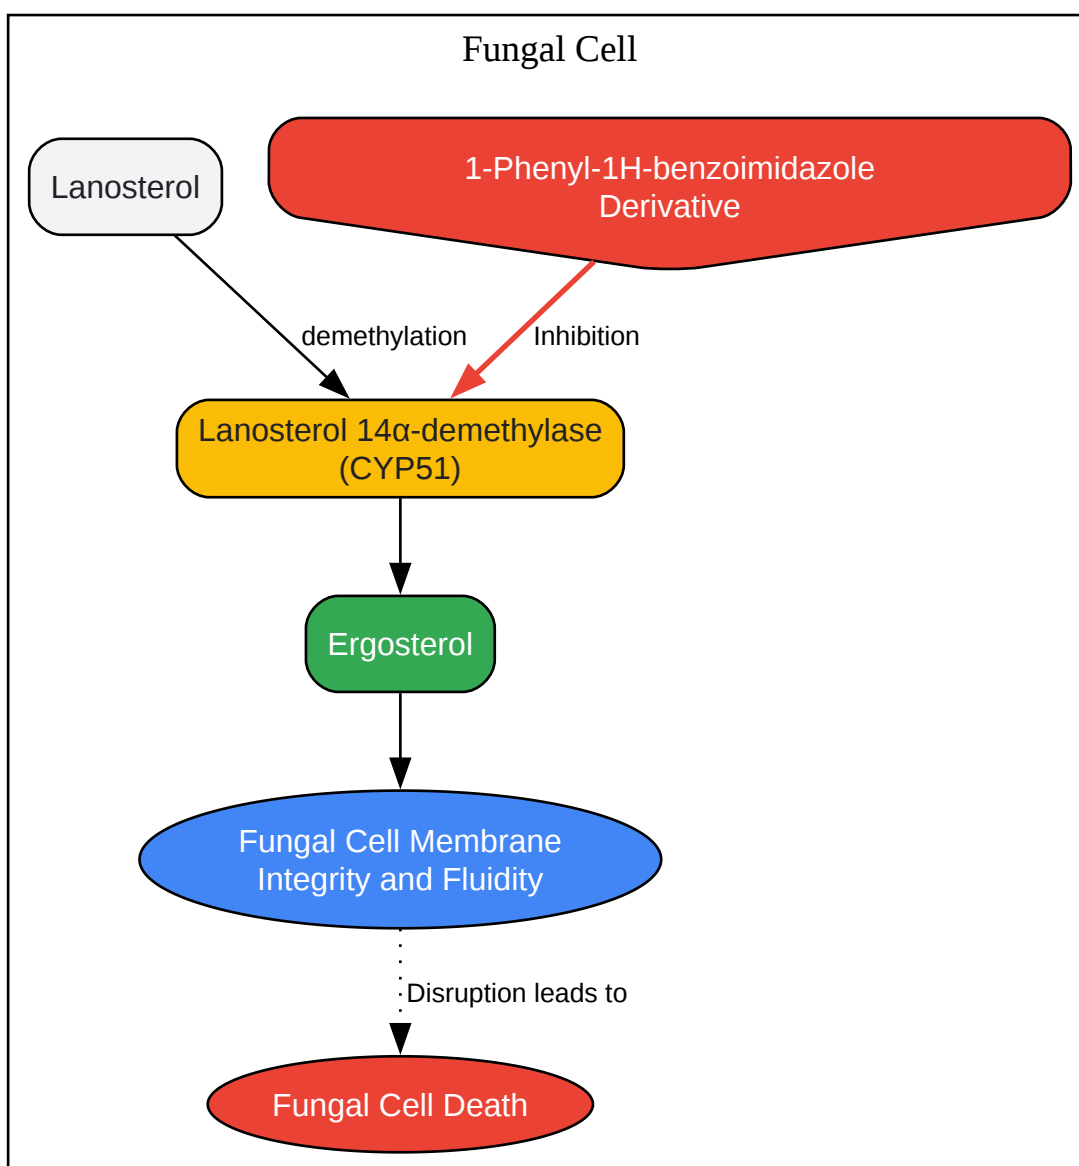 Fungal Cell
Lanosterol
1-Phenyl-1H-benzoimidazole
Derivative
demethylation
Inhibition
Lanosterol 14α-demethylase
(CYP51)
Ergosterol
Fungal Cell Membrane
Integrity and Fluidity
Disruption leads to
Fungal Cell Death